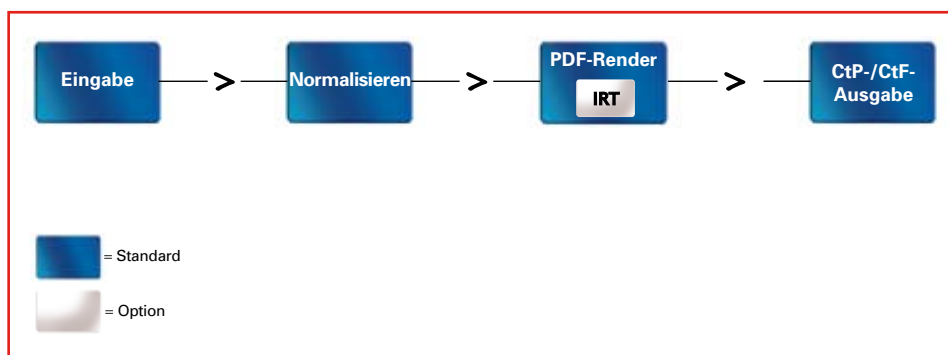 Eingabe
>
Normalisieren
>
PDF-Render
IRT
>
CtP-/CtF-
Ausgabe
= Standard
= Option